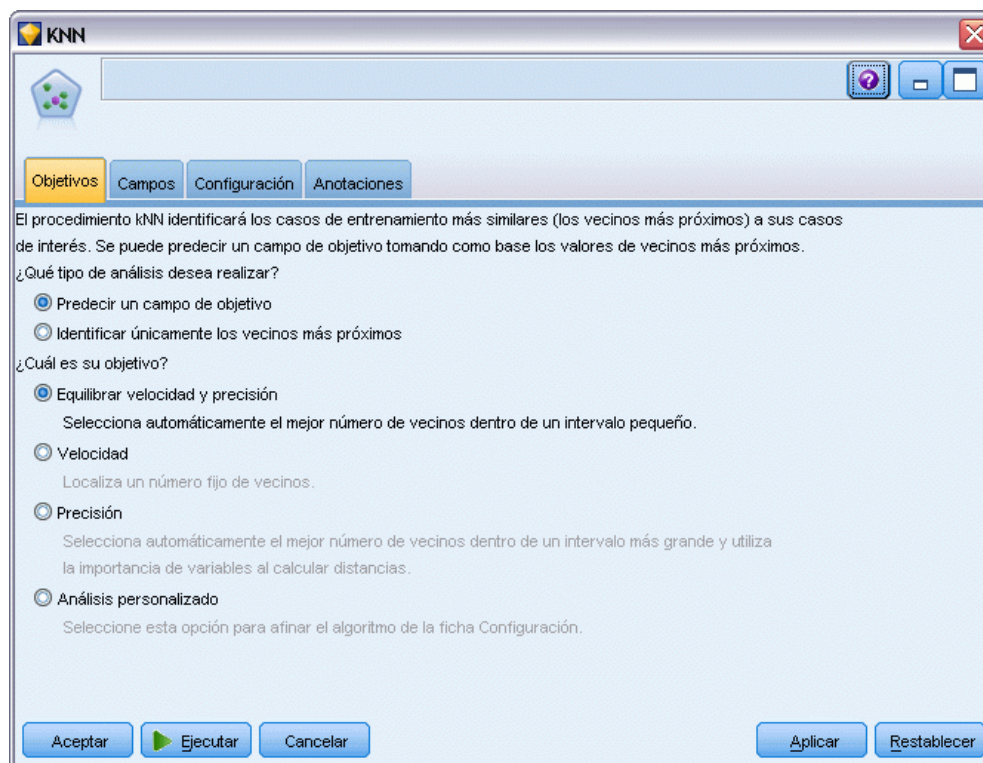 KNN
Objetivos Campos Configuración Anotaciones
El procedimiento kNN identificará los casos de entrenamiento más similares (los vecinos más próximos) a sus casos
de interés. Se puede predecir un campo de objetivo tomando como base los valores de vecinos más próximos.
¿Qué tipo de análisis desea realizar?
Predecir un campo de objetivo
Identificar únicamente los vecinos más próximos
¿Cuál es su objetivo?
Equilibrar velocidad y precisión
Selecciona automáticamente el mejor número de vecinos dentro de un intervalo pequeño.
Velocidad
Localiza un número fijo de vecinos.
Precisión
Selecciona automáticamente el mejor número de vecinos dentro de un intervalo más grande y utiliza
la importancia de variables al calcular distancias.
Análisis personalizado
Seleccione esta opción para afinar el algoritmo de la ficha Configuración.
Aceptar Ejecutar Cancelar Aplicar Restablecer